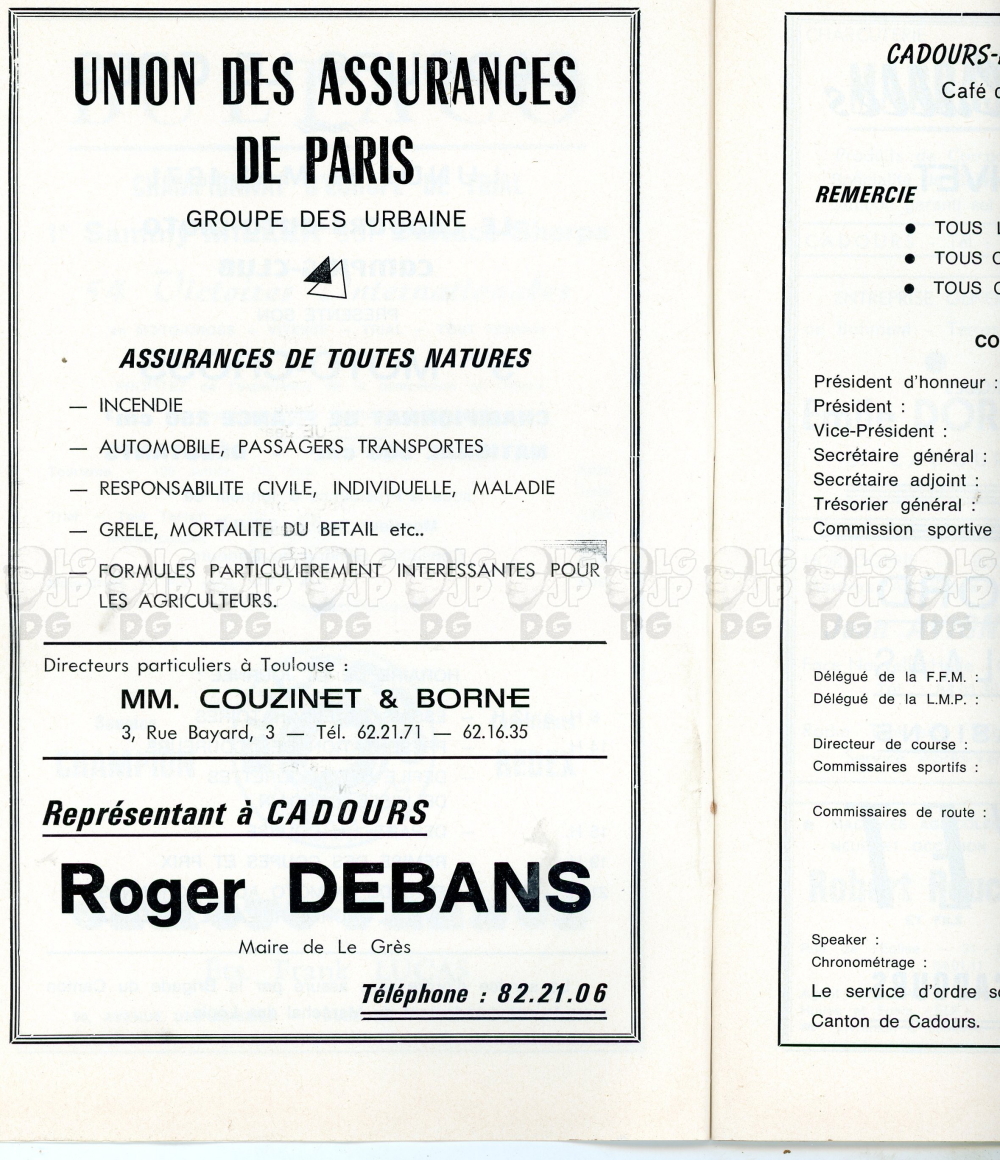 UNION DES ASSURANCES
DE PARIS
GROUPE DES URBAINE
ASSURANCES DE TOUTES NATURES
— INCENDIE
— AUTOMOBILE, PASSAGERS TRANSPORTES
— RESPONSABILITE CIVILE, INDIVIDUELLE, MALADIE
— GRELE, MORTALITE DU BETAIL etc..
— FORMULES PARTICULIEREMENT INTERESSANTES POUR
LES AGRICULTEURS.
Directeurs particuliers à Toulouse :
MM. COUZINET & BORNE
3, Rue Bayard, 3 — Tél. 62.21.71 — 62.16.35
Représentant à CADOURS
Roger DEBANS
Maire de Le Grès
Téléphone : 82.21.06
CADOURS-
Café
REMERCIE
● TOUS
● TOUS
● TOUS
Président d'honneur :
Président :
Vice-Président :
Secrétaire général :
Secrétaire adjoint :
Trésorier général :
Commission sportive
Délégué de la F.F.M. :
Délégué de la L.M.P. :
Directeur de course :
Commissaires sportifs :
Commissaires de route :
Speaker :
Chronométrage :
Le service d'ordre
Canton de Cadours.